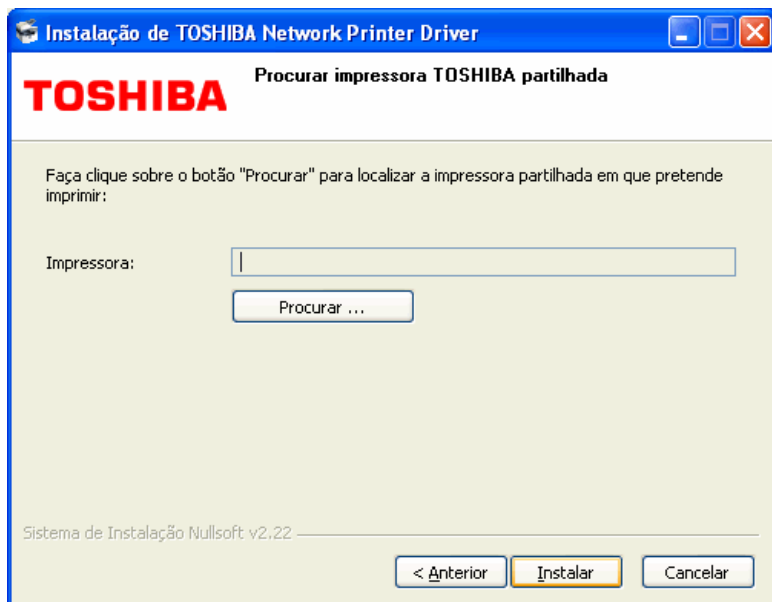 Instalação de TOSHIBA Network Printer Driver
TOSHIBA
Procurar impressora TOSHIBA partilhada
Faça clique sobre o botão "Procurar" para localizar a impressora partilhada em que pretende
imprimir:
Impressora:
Procurar ...
Sistema de Instalação Nullsoft v2.22
< Anterior
Instalar
Cancelar